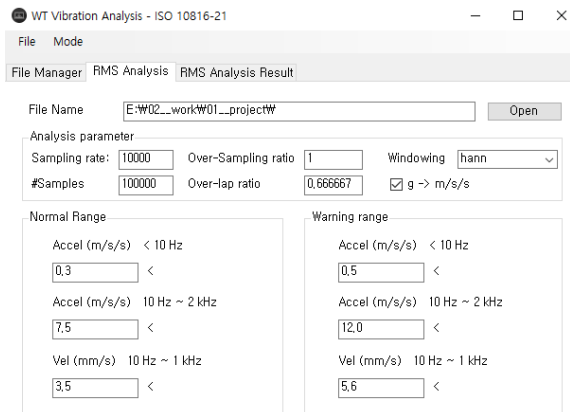 WT Vibration Analysis - ISO 10816-21
File Mode
File Manager RMS Analysis RMS Analysis Result
File Name E:₩02__work₩01__project₩ Open
Analysis parameter
Sampling rate: 10000 Over-Sampling ratio 1 Windowing hann
#Samples 100000 Over-lap ratio 0,666667 g -> m/s/s
Normal Range Warning range
Accel (m/s/s) < 10 Hz Accel (m/s/s) < 10 Hz
0,3 < 0,5 <
Accel (m/s/s) 10 Hz ~ 2 kHz Accel (m/s/s) 10 Hz ~ 2 kHz
7,5 < 12,0 <
Vel (mm/s) 10 Hz ~ 1 kHz Vel (mm/s) 10 Hz ~ 1 kHz
3,5 < 5,6 <